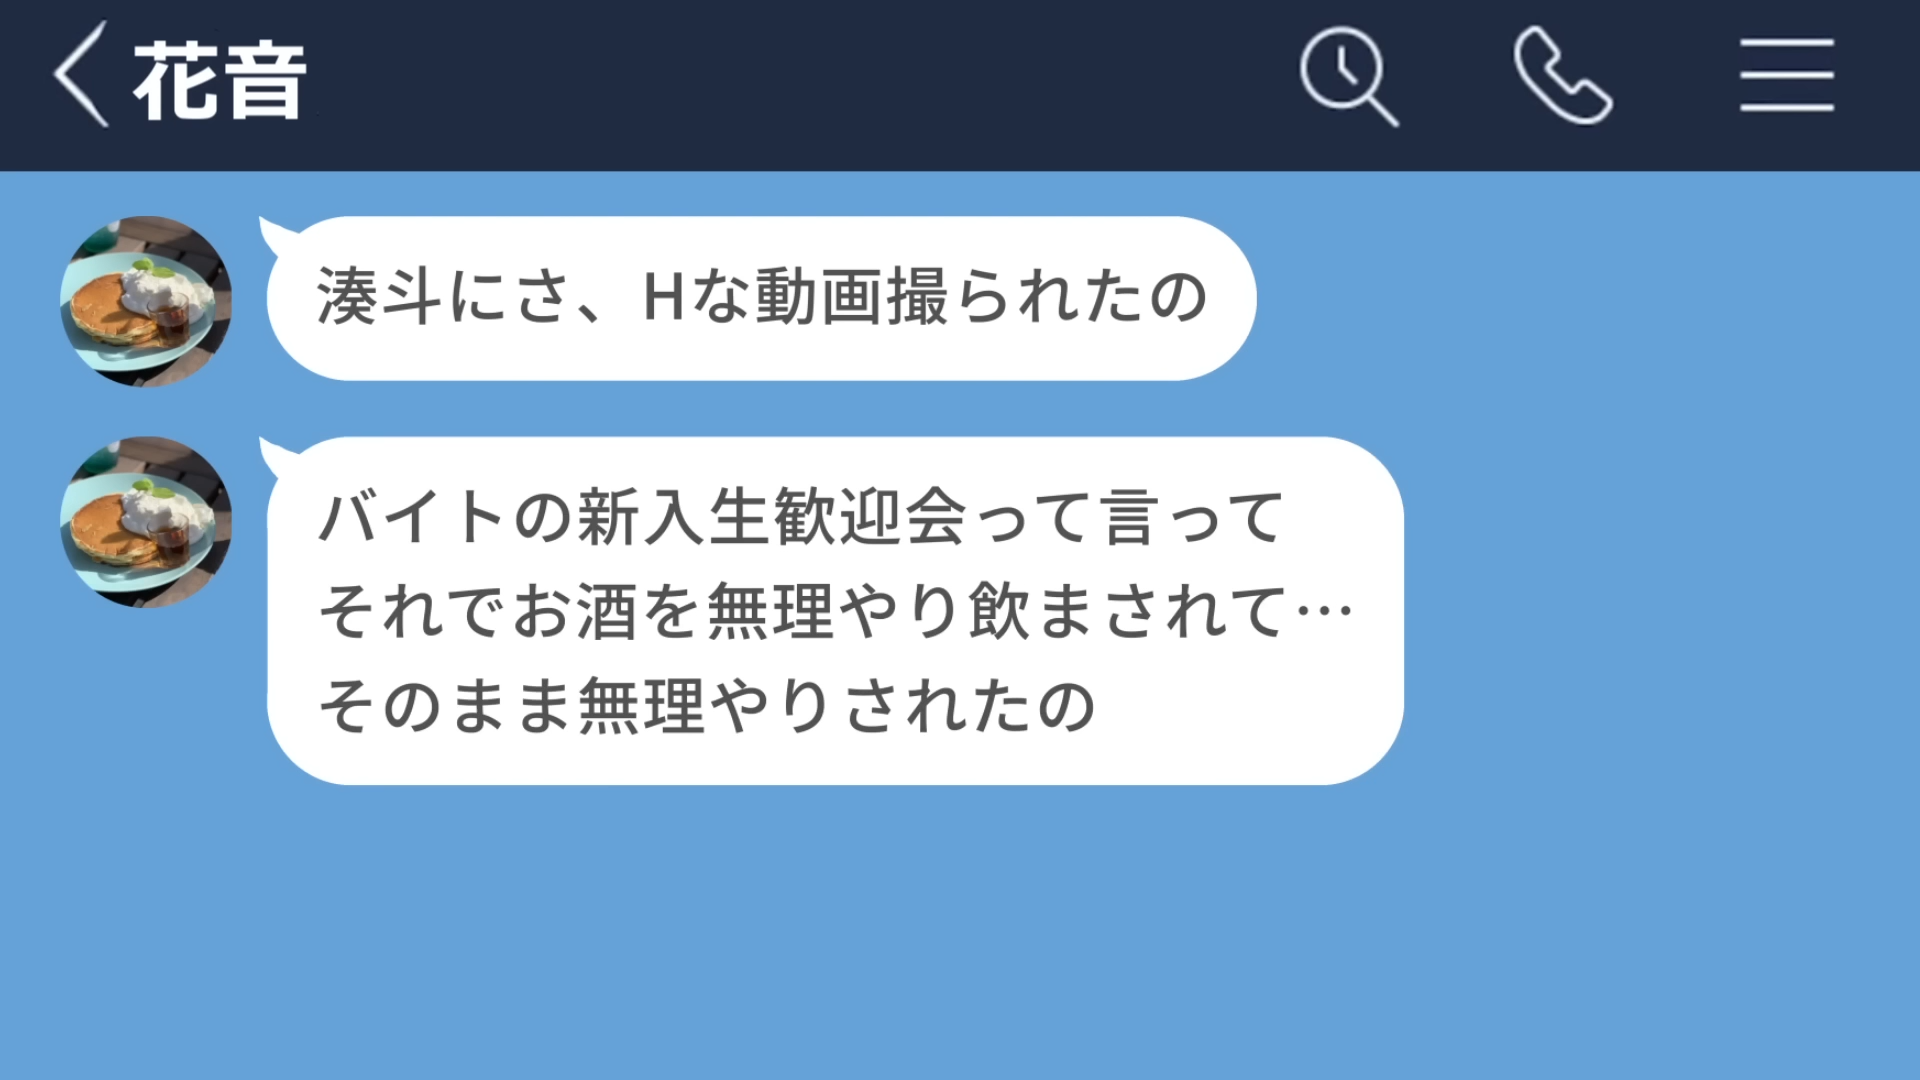 花音
湊斗にさ、Hな動画撮られたの
バイトの新入生歓迎会って言って
それでお酒を無理やり飲まされて…
そのまま無理やりされたの